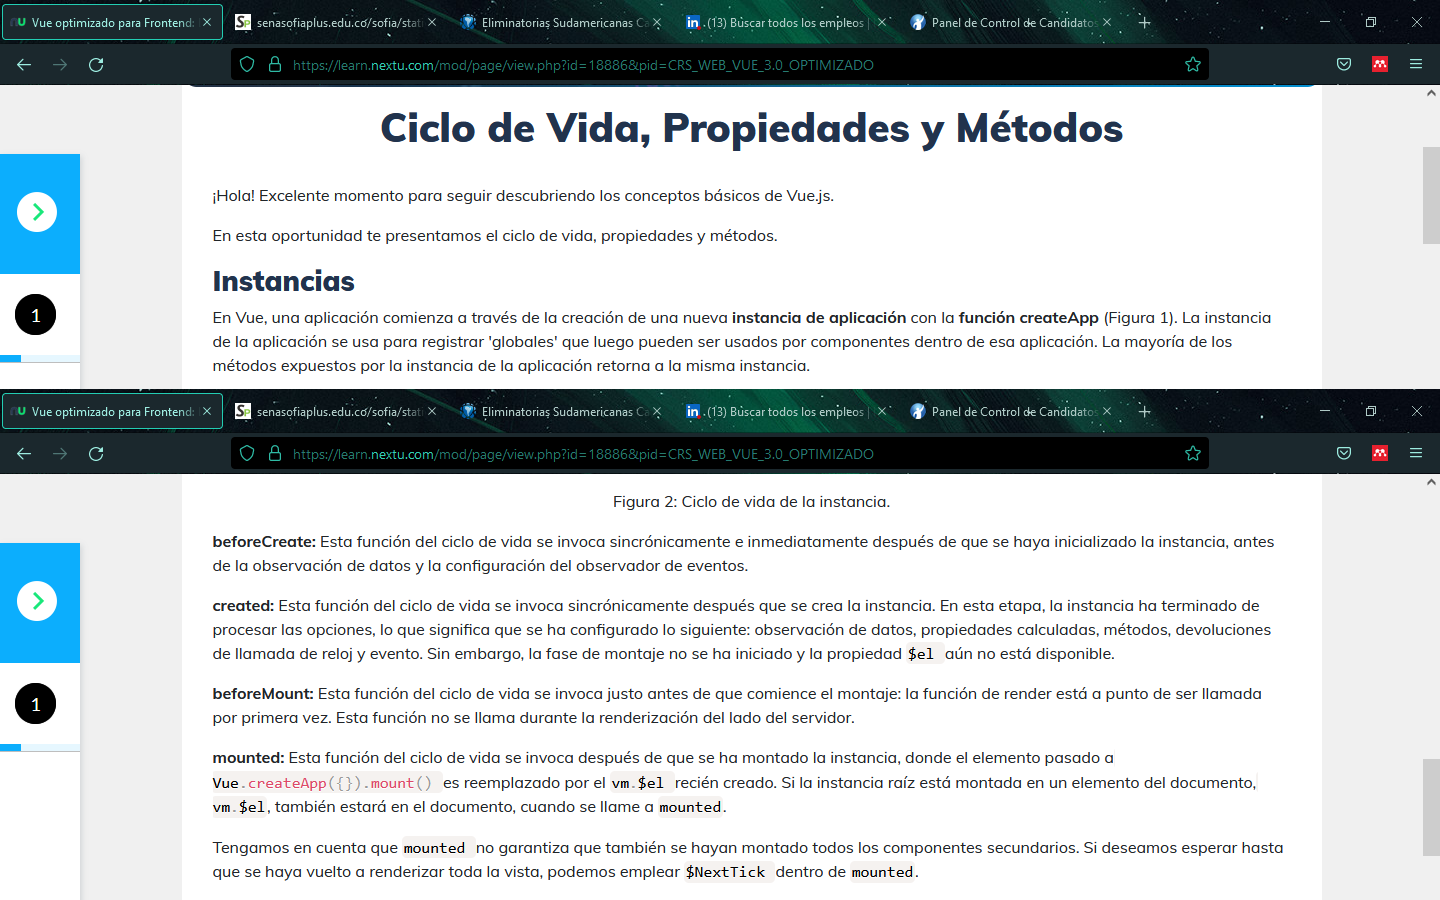 Vue optimizado para Frontend:
senasofiaplus.edu.co/sofia/stat
Eliminatorias Sudamericanas Ca
(13) Buscar todos los empleos |
Panel de Control de Candidatos
https://learn.nextu.com/mod/page/view.php?id=18886&pid=CRS_WEB_VUE_3.0_OPTIMIZADO
Ciclo de Vida, Propiedades y Métodos
¡Hola! Excelente momento para seguir descubriendo los conceptos básicos de Vue.js.
En esta oportunidad te presentamos el ciclo de vida, propiedades y métodos.
Instancias
1
En Vue, una aplicación comienza a través de la creación de una nueva instancia de aplicación con la función createApp (Figura 1). La instancia
de la aplicación se usa para registrar 'globales' que luego pueden ser usados por componentes dentro de esa aplicación. La mayoría de los
métodos expuestos por la instancia de la aplicación retorna a la misma instancia.
Vue optimizado para Frontend:
senasofiaplus.edu.co/sofia/stat
Eliminatorias Sudamericanas Ca
(13) Buscar todos los empleos |
Panel de Control de Candidatos
https://learn.nextu.com/mod/page/view.php?id=18886&pid=CRS_WEB_VUE_3.0_OPTIMIZADO
Figura 2: Ciclo de vida de la instancia.
beforeCreate: Esta función del ciclo de vida se invoca sincrónicamente e inmediatamente después de que se haya inicializado la instancia, antes
de la observación de datos y la configuración del observador de eventos.
created: Esta función del ciclo de vida se invoca sincrónicamente después que se crea la instancia. En esta etapa, la instancia ha terminado de
procesar las opciones, lo que significa que se ha configurado lo siguiente: observación de datos, propiedades calculadas, métodos, devoluciones
de llamada de reloj y evento. Sin embargo, la fase de montaje no se ha iniciado y la propiedad $el aún no está disponible.
beforeMount: Esta función del ciclo de vida se invoca justo antes de que comience el montaje: la función de render está a punto de ser llamada
1
por primera vez. Esta función no se llama durante la renderización del lado del servidor.
mounted: Esta función del ciclo de vida se invoca después de que se ha montado la instancia, donde el elemento pasado a
Vue.createApp({}).mount() es reemplazado por el vm.$el recién creado. Si la instancia raíz está montada en un elemento del documento,
vm.$el, también estará en el documento, cuando se llame a mounted.
Tengamos en cuenta que mounted no garantiza que también se hayan montado todos los componentes secundarios. Si deseamos esperar hasta
que se haya vuelto a renderizar toda la vista, podemos emplear $NextTick dentro de mounted.